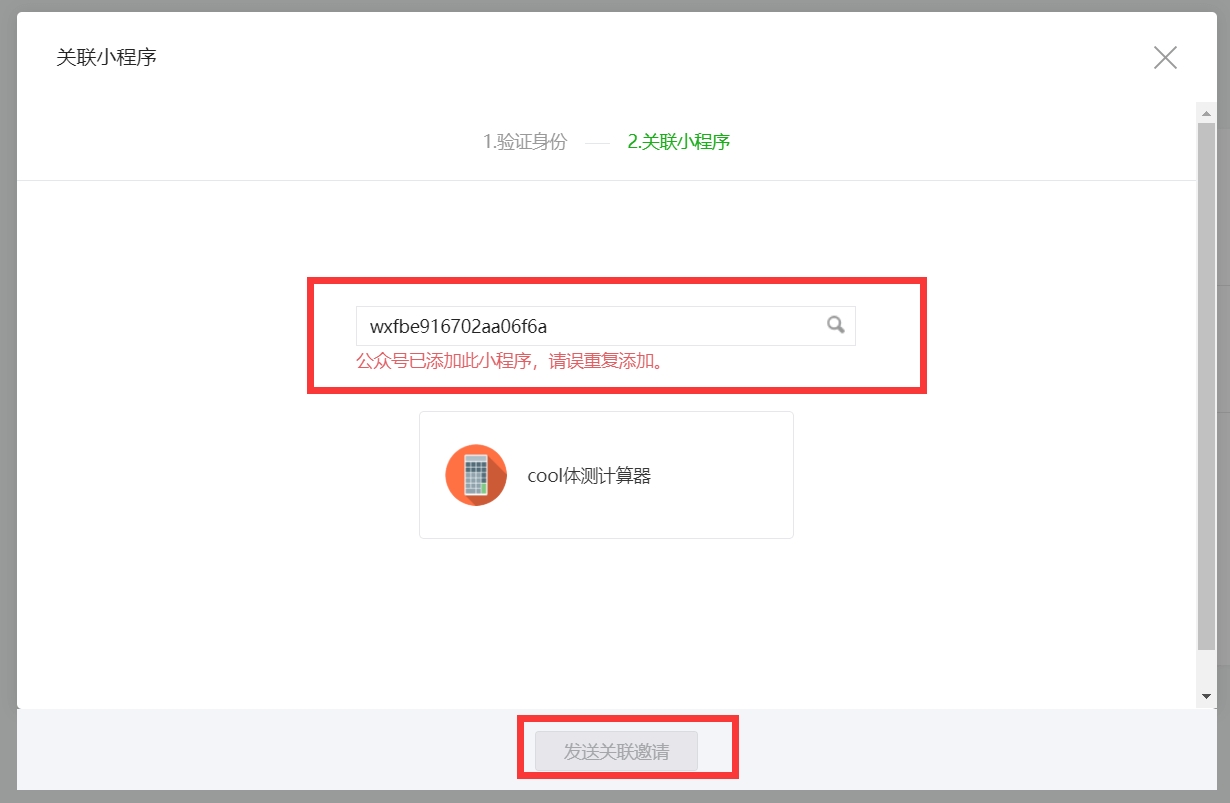 关联小程序
1.验证身份 — 2.关联小程序
wxfbe916702aa06f6a
公众号已添加此小程序，请误重复添加。
cool体测计算器
发送关联邀请